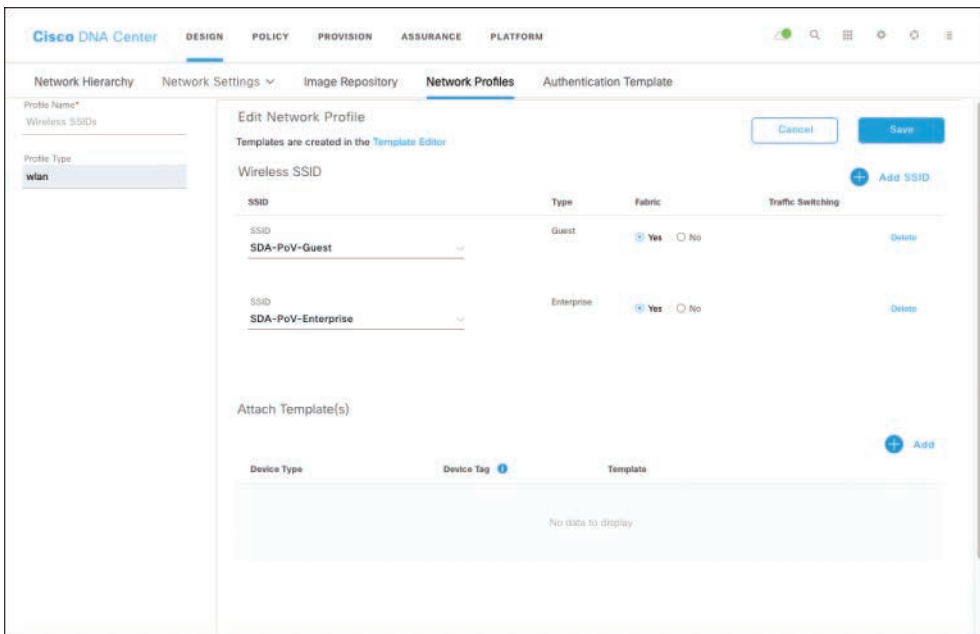 Cisco DNA Center DESIGN POLICY PROVISION ASSURANCE PLATFORM
Network Hierarchy Network Settings Image Repository Network Profiles Authentication Template
Profile Name*
Wireless SSIDs
Profile Type
wlan
Edit Network Profile
Templates are created in the Template Editor
Cancel Save
Wireless SSID
Add SSID
SSID Type Fabric Traffic Switching
SSID
SDA-PoV-Guest Guest Yes No Delete
SSID
SDA-PoV-Enterprise Enterprise Yes No Delete
Attach Template(s)
Add
Device Type Device Tag Template
No data to display